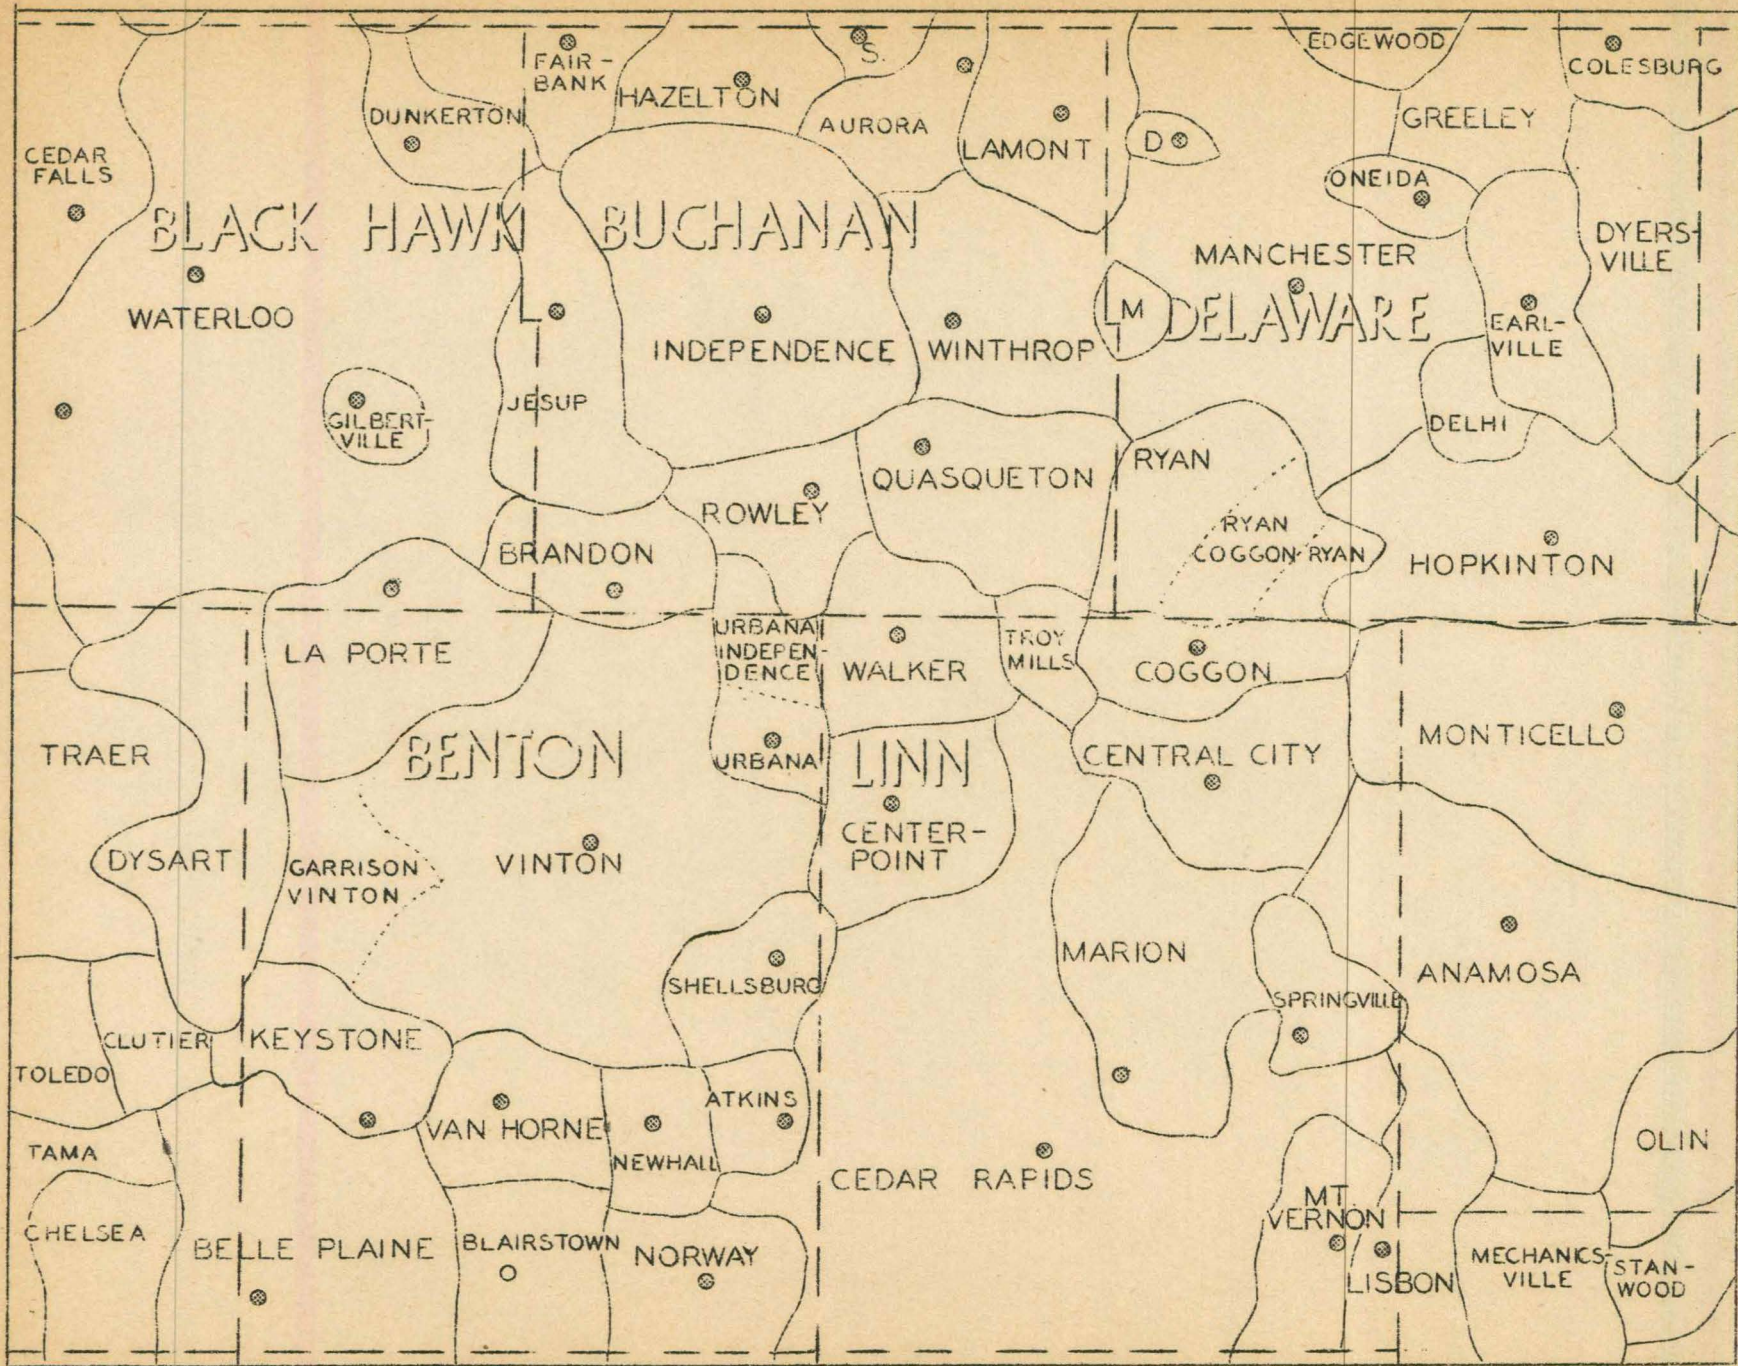 EDGEWOOD
COLESBURG
FAIR-
BANK
S.
HAZELTON
DUNKERTON
AURORA
LAMONT
D
GREELEY
CEDAR
FALLS
ONEIDA
BLACK HAWK
BUCHANAN
MANCHESTER
DYERS-
VILLE
WATERLOO
L
INDEPENDENCE
WINTHROP
M
DELAWARE
EARL-
VILLE
JESUP
GILBERT-
VILLE
DELHI
QUASQUETON
RYAN
ROWLEY
BRANDON
RYAN
COGGON
RYAN
HOPKINTON
LA PORTE
URBANA
INDEPEN-
DENCE
WALKER
TROY
MILLS
COGGON
TRAER
BENTON
URBANA
LINN
CENTRAL CITY
MONTICELLO
DYSART
GARRISON
VINTON
VINTON
CENTER-
POINT
MARION
ANAMOSA
SHELLSBURG
SPRINGVILLE
CLUTIER
KEYSTONE
TOLEDO
ATKINS
VAN HORNE
NEWHALL
TAMA
CEDAR RAPIDS
OLIN
CHELSEA
BELLE PLAINE
BLAIRSTOWN
NORWAY
MT
VERNON
LISBON
MECHANICS-
VILLE
STAN-
WOOD